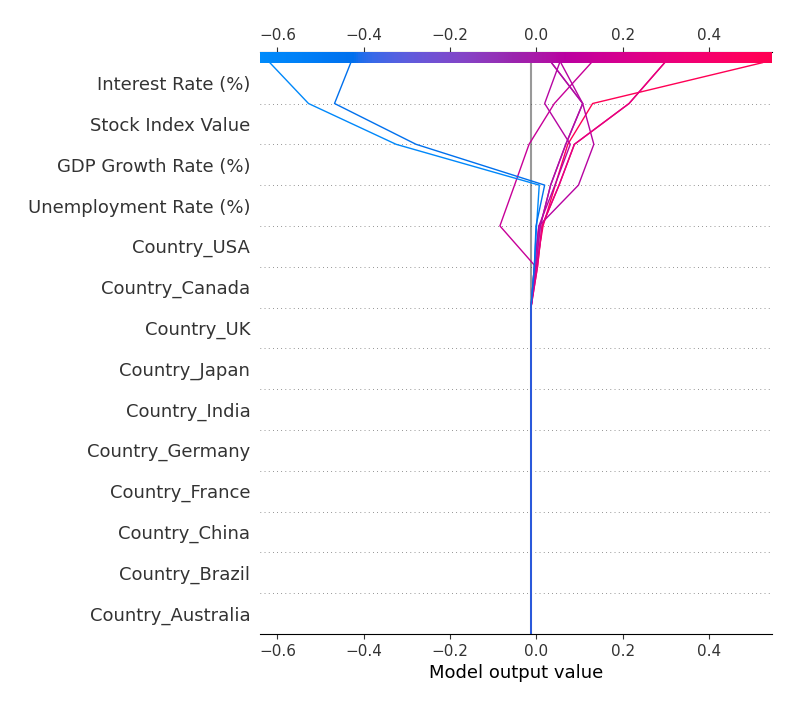 −0.6 −0.4 −0.2 0.0 0.2 0.4
Interest Rate (%)
Stock Index Value
GDP Growth Rate (%)
Unemployment Rate (%)
Country_USA
Country_Canada
Country_UK
Country_Japan
Country_India
Country_Germany
Country_France
Country_China
Country_Brazil
Country_Australia
−0.6 −0.4 −0.2 0.0 0.2 0.4
Model output value